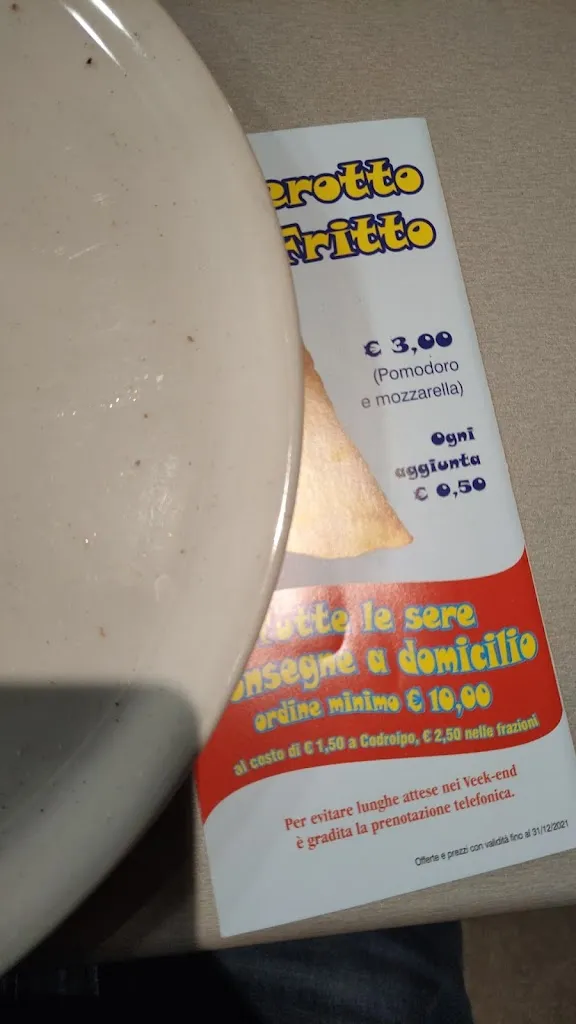 erotto
Fritto
€ 3,00
(Pomodoro
e mozzarella)
Ogni
aggiunta
€ 0,50
Tutte le sere
onsegne a domicilio
ordine minimo € 10,00
al costo di € 1,50 a Codroipo, € 2,50 nelle frazioni
Per evitare lunghe attese nei Veek-end
è gradita la prenotazione telefonica.
Offerte e prezzi con validità fino al 31/12/2021